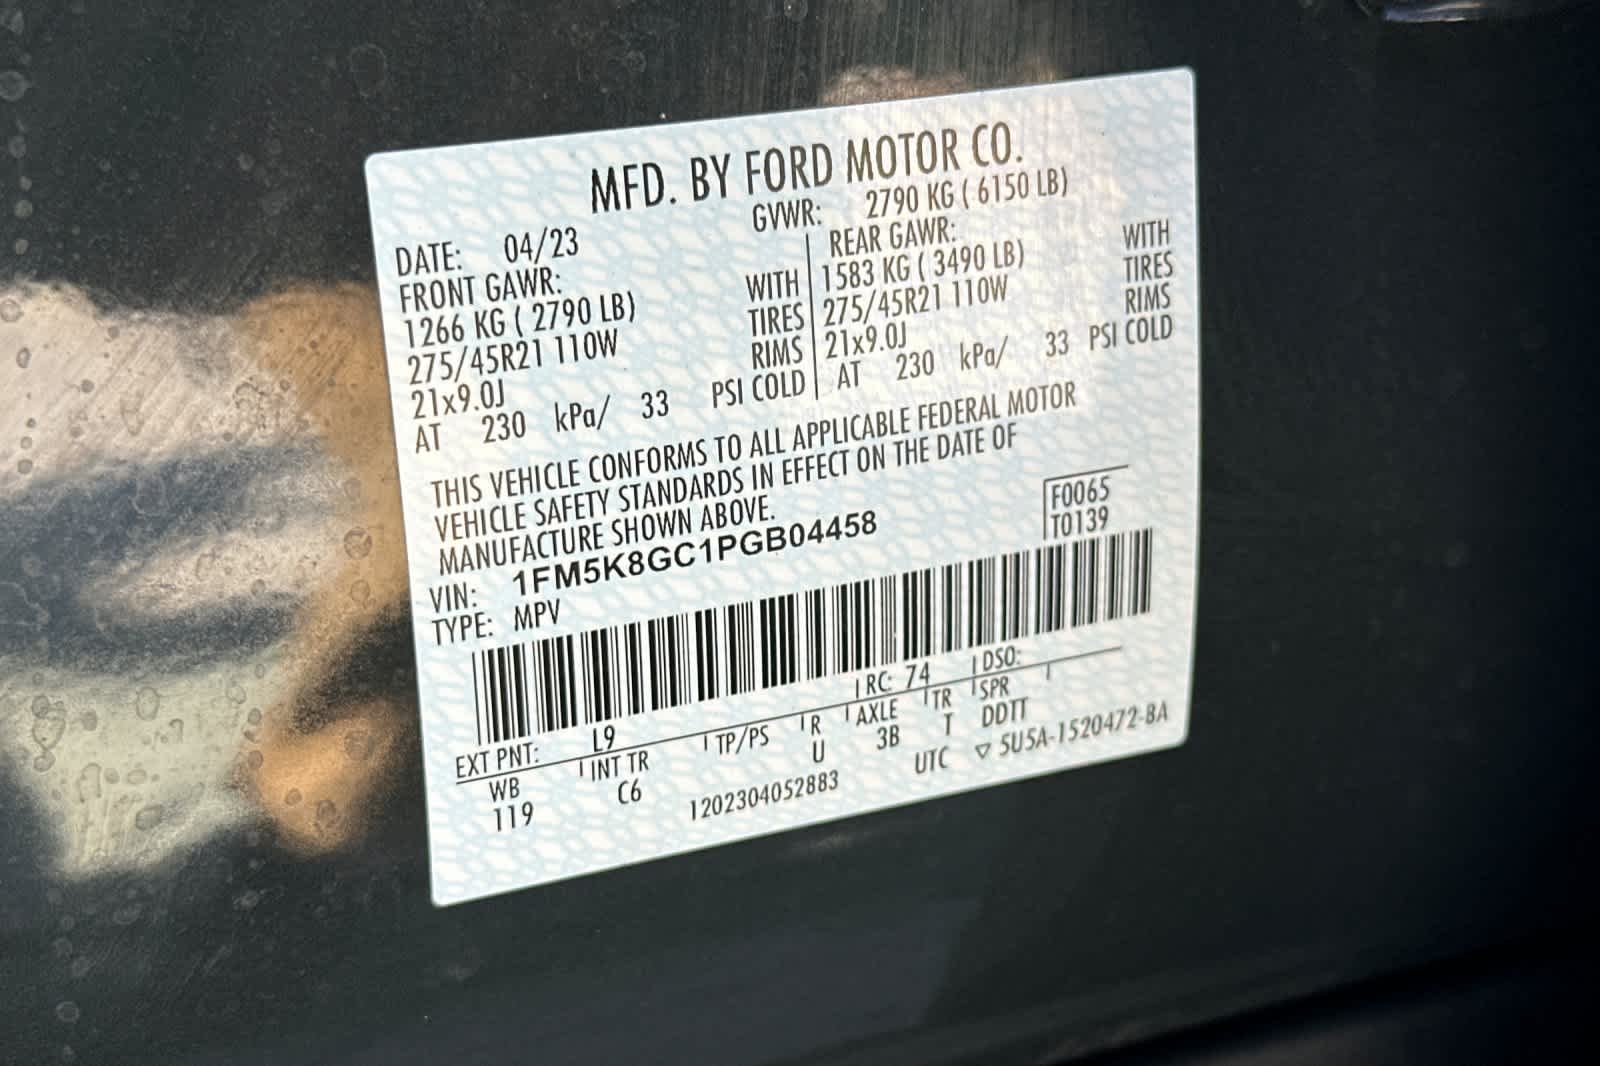 MFD. BY FORD MOTOR CO.
DATE: 04/23 GVWR: 2790 KG ( 6150 LB)
FRONT GAWR: REAR GAWR:
1266 KG ( 2790 LB) WITH 1583 KG ( 3490 LB) WITH
275/45R21 110W TIRES 275/45R21 110W TIRES
21x9.0J RIMS 21x9.0J RIMS
AT 230 kPa/ 33 PSI COLD AT 230 kPa/ 33 PSI COLD
THIS VEHICLE CONFORMS TO ALL APPLICABLE FEDERAL MOTOR
VEHICLE SAFETY STANDARDS IN EFFECT ON THE DATE OF
MANUFACTURE SHOWN ABOVE.
F0065
T0139
VIN: 1FM5K8GC1PGB04458
TYPE: MPV
EXT PNT: L9 RC: 74 DSO:
WB INT TR TP/PS R AXLE TR SPR
119 C6 U 3B T DDTT
1202304052883 UTC ▽ 5U5A-1520472-BA